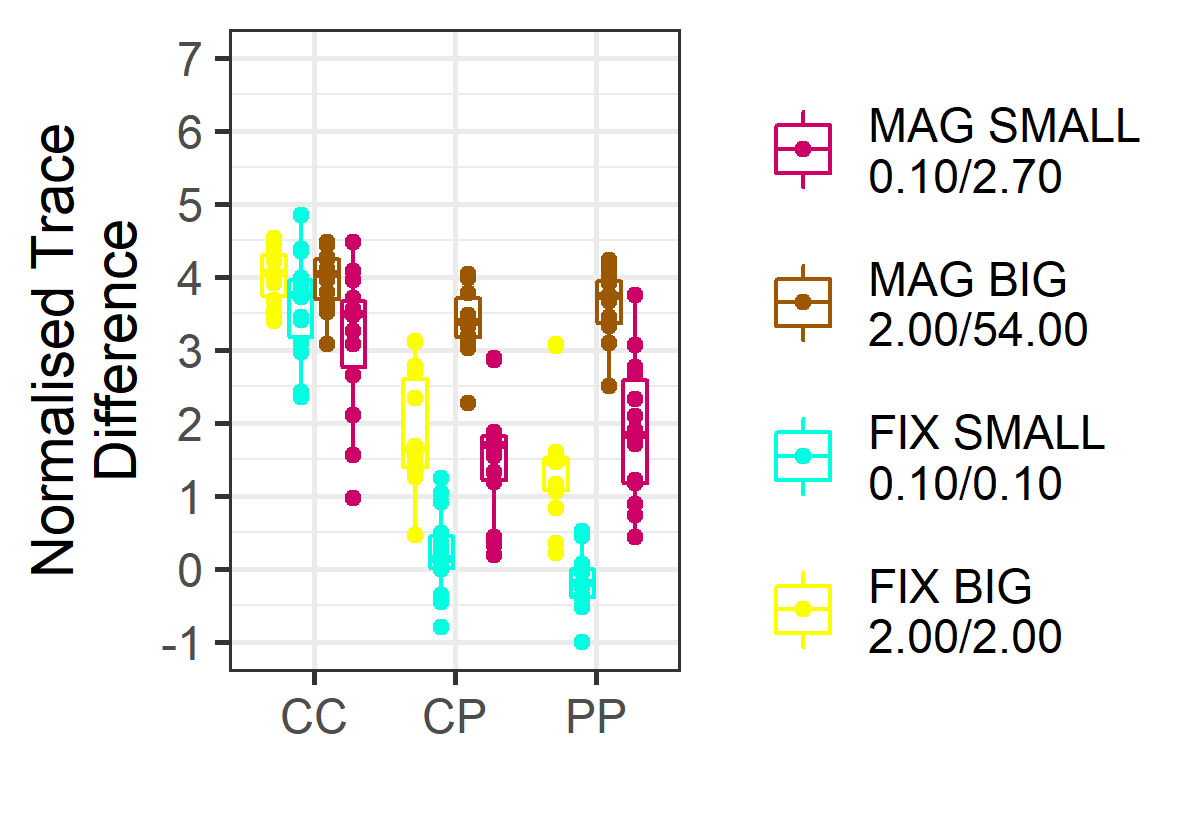 Normalised Trace
Difference
7
6
5
4
3
2
1
0
-1
CC
CP
PP
MAG SMALL
0.10/2.70
MAG BIG
2.00/54.00
FIX SMALL
0.10/0.10
FIX BIG
2.00/2.00